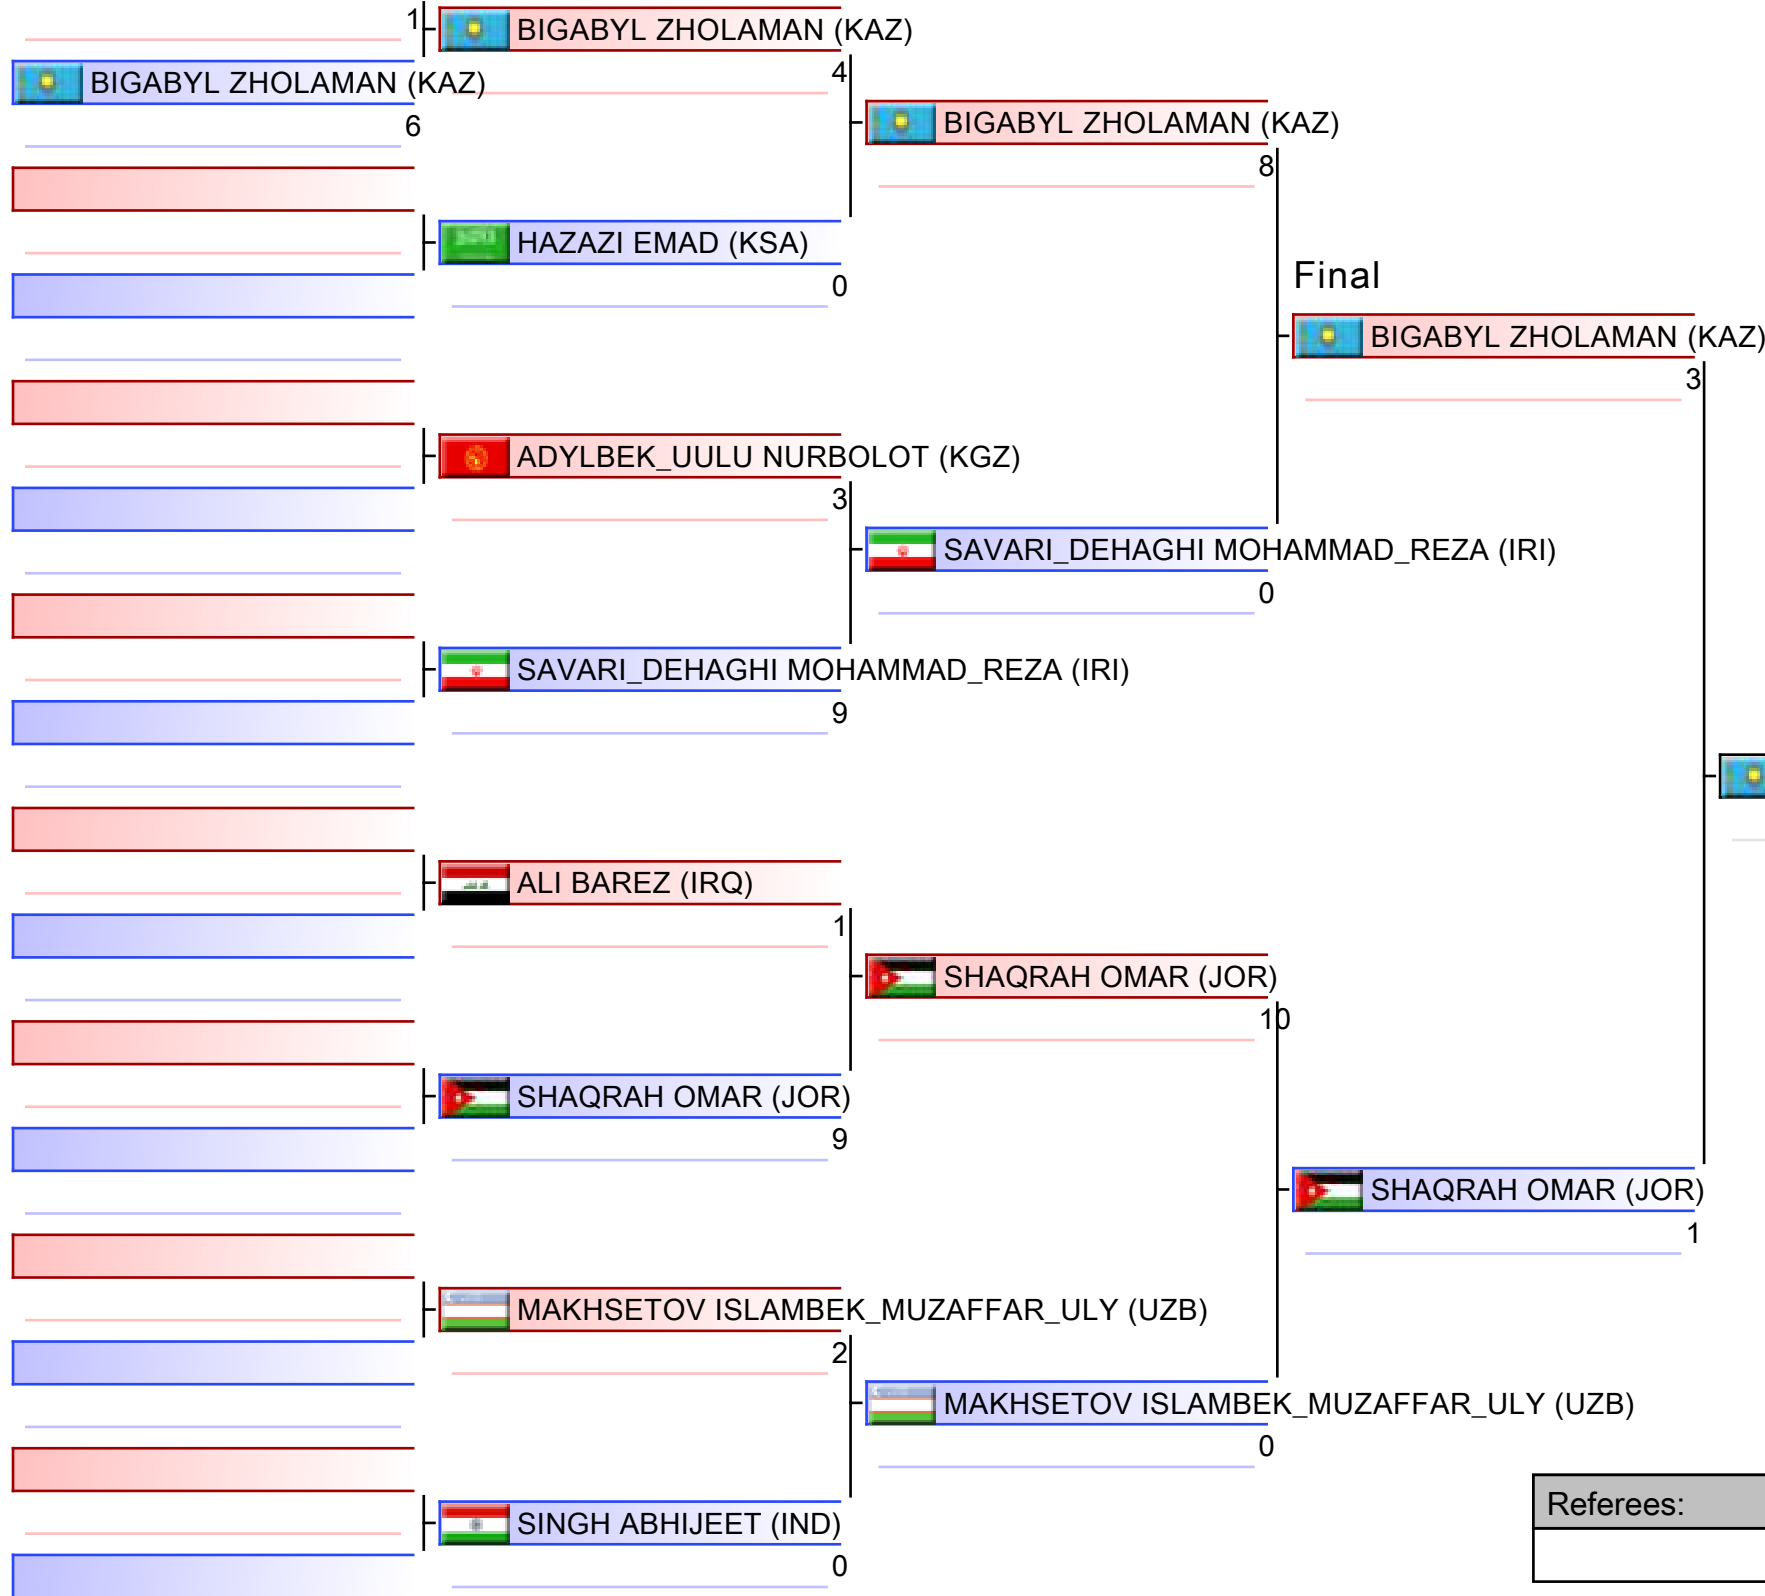 1
BIGABYL ZHOLAMAN (KAZ)
BIGABYL ZHOLAMAN (KAZ)
4
6
BIGABYL ZHOLAMAN (KAZ)
8
HAZAZI EMAD (KSA)
0
Final
BIGABYL ZHOLAMAN (KAZ)
3
ADYLBEK_UULU NURBOLOT (KGZ)
3
SAVARI_DEHAGHI MOHAMMAD_REZA (IRI)
0
SAVARI_DEHAGHI MOHAMMAD_REZA (IRI)
9
ALI BAREZ (IRQ)
1
SHAQRAH OMAR (JOR)
10
SHAQRAH OMAR (JOR)
9
SHAQRAH OMAR (JOR)
1
MAKHSETOV ISLAMBEK_MUZAFFAR_ULY (UZB)
2
MAKHSETOV ISLAMBEK_MUZAFFAR_ULY (UZB)
0
Referees:
SINGH ABHIJEET (IND)
0